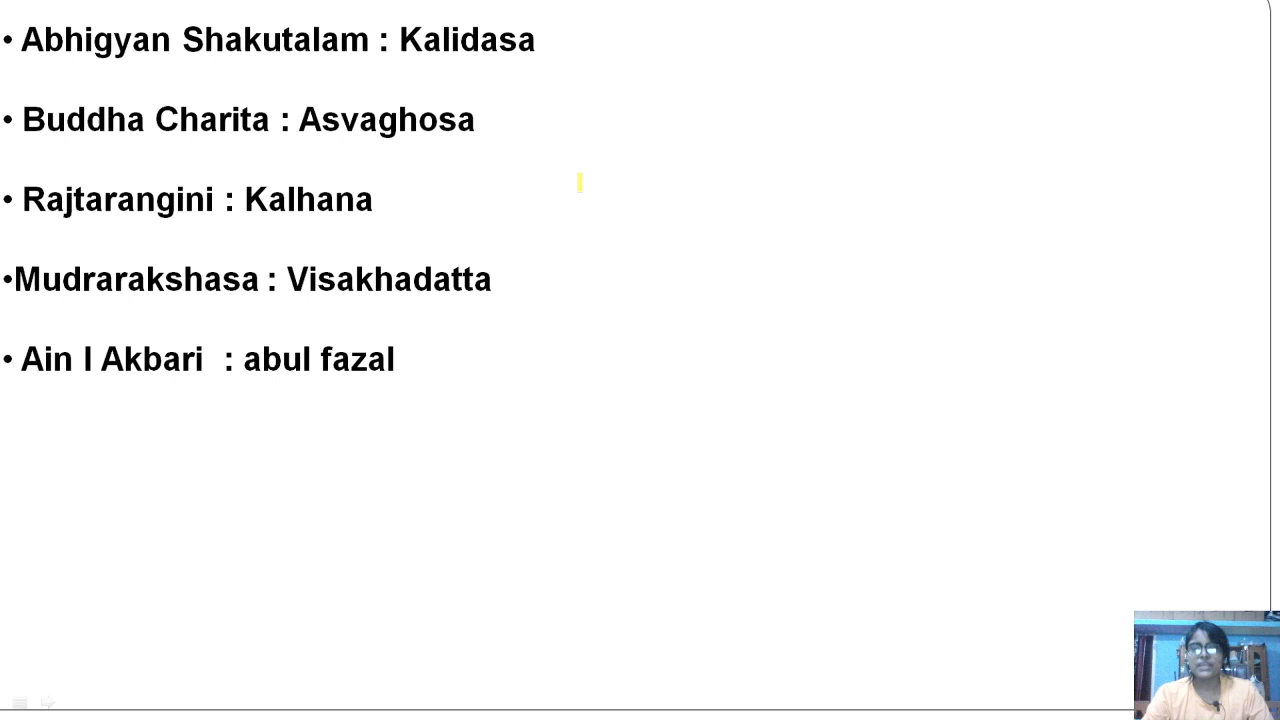 • Abhigyan Shakutalam : Kalidasa
• Buddha Charita : Asvaghosa
• Rajtarangini : Kalhana
•Mudrarakshasa : Visakhadatta
• Ain I Akbari : abul fazal